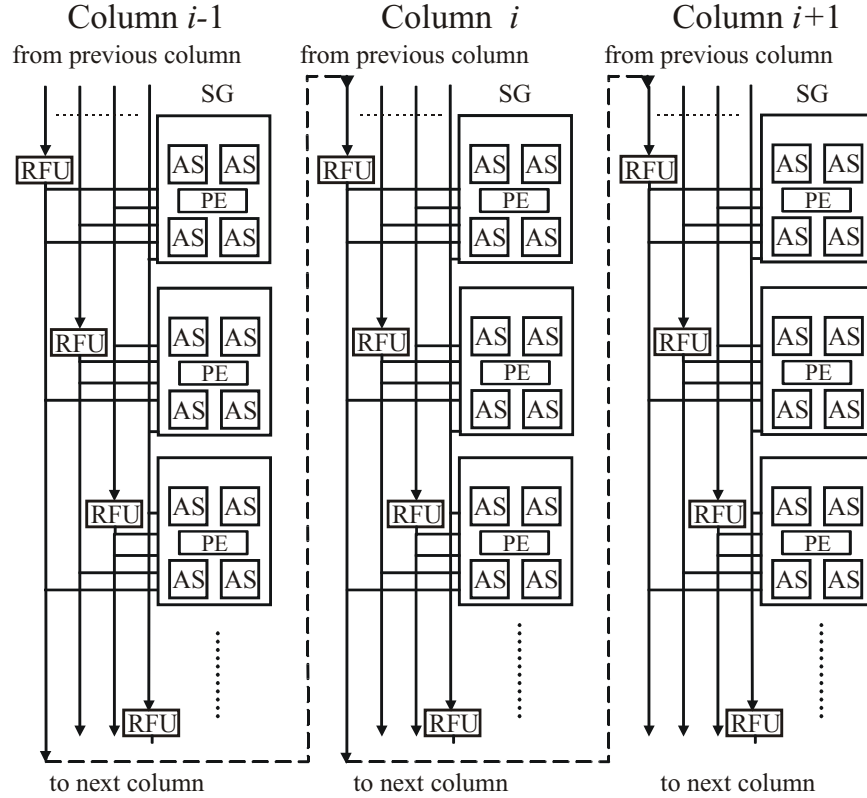 Column i-1 Column i Column i+1
from previous column from previous column from previous column
SG SG SG
AS AS AS AS AS AS
RFU RFU RFU
PE PE PE
AS AS AS AS AS AS
AS AS AS AS AS AS
RFU RFU RFU
PE PE PE
AS AS AS AS AS AS
AS AS AS AS AS AS
RFU RFU RFU
PE PE PE
AS AS AS AS AS AS
RFU RFU RFU
to next column to next column to next column